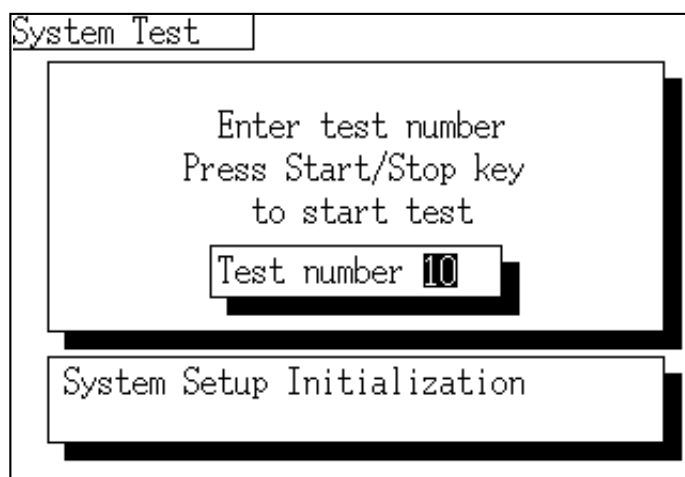 System Test
Enter test number
Press Start/Stop key
to start test
Test number 10
System Setup Initialization